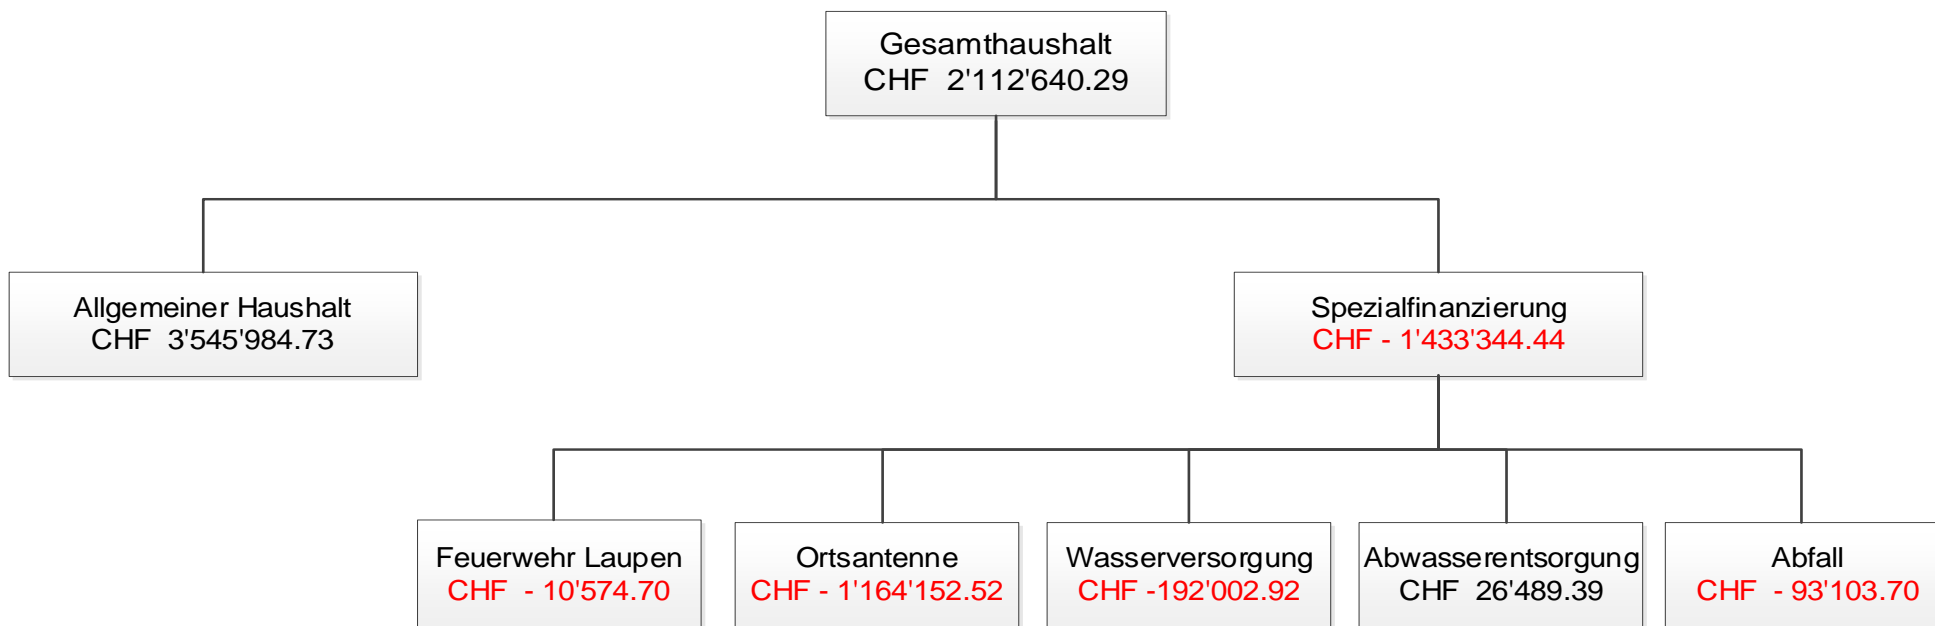 Gesamthaushalt
CHF  2'112'640.29
Allgemeiner Haushalt
CHF  3'545'984.73
Spezialfinanzierung
CHF - 1'433'344.44
Feuerwehr Laupen
CHF  - 10'574.70
Ortsantenne
CHF - 1'164'152.52
Wasserversorgung
CHF -192'002.92
Abwasserentsorgung
CHF  26'489.39
Abfall
CHF  - 93'103.70